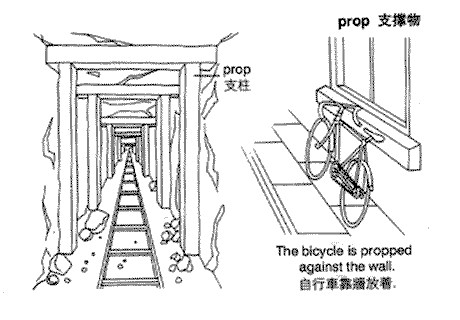 prop 支撐物
prop
支柱
The bicycle is propped
against the wall.
自行車靠牆放着.